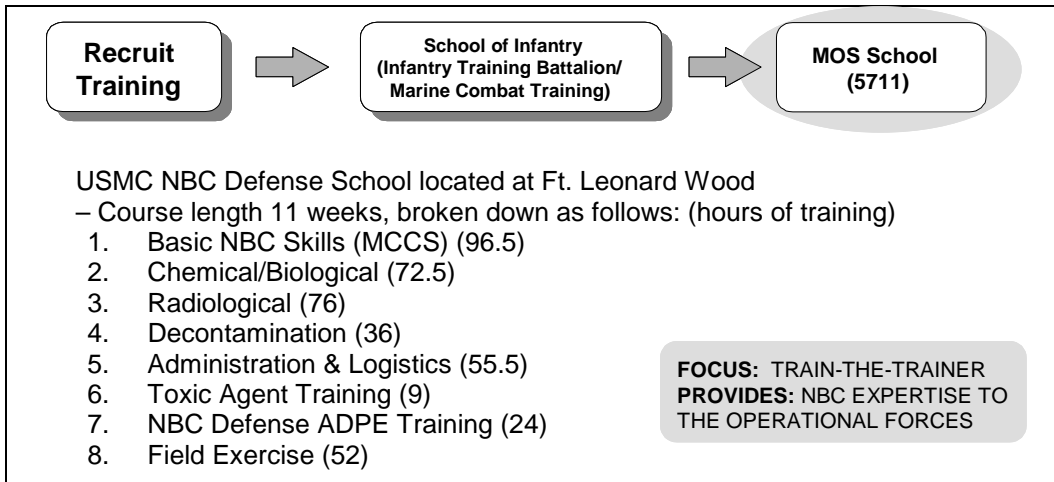 Recruit
Training
School of Infantry
(Infantry Training Battalion/
Marine Combat Training)
MOS School
(5711)
USMC NBC Defense School located at Ft. Leonard Wood
– Course length 11 weeks, broken down as follows: (hours of training)
1. Basic NBC Skills (MCCS) (96.5)
2. Chemical/Biological (72.5)
3. Radiological (76)
4. Decontamination (36)
5. Administration & Logistics (55.5)
6. Toxic Agent Training (9)
7. NBC Defense ADPE Training (24)
8. Field Exercise (52)
FOCUS: TRAIN-THE-TRAINER
PROVIDES: NBC EXPERTISE TO
THE OPERATIONAL FORCES